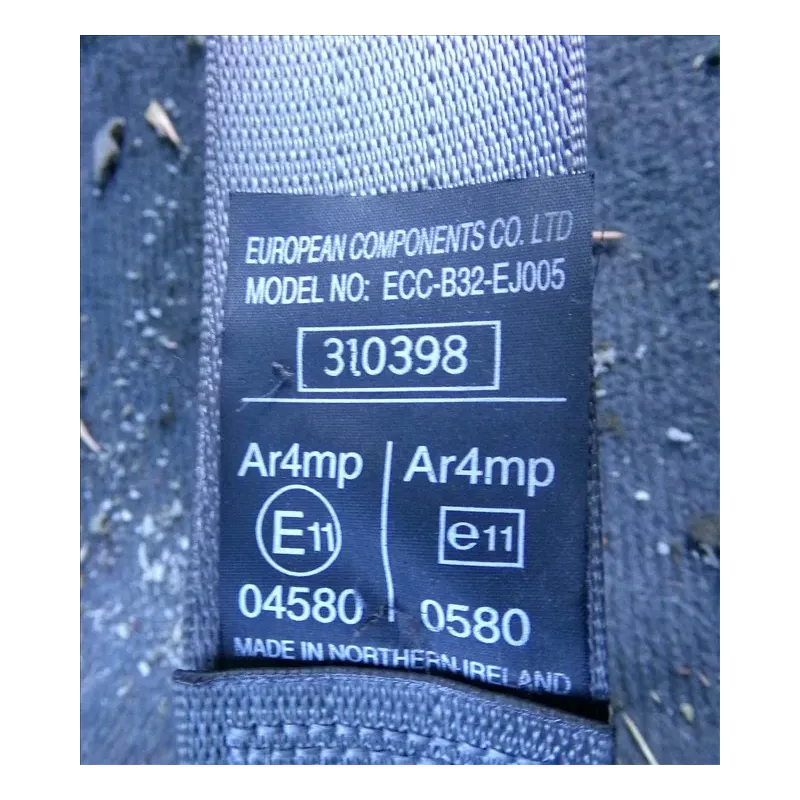 EUROPEAN COMPONENTS CO. LTD
MODEL NO: ECC-B32-EJ005
310398
Ar4mp
E11
04580
Ar4mp
e11
0580
MADE IN NORTHERN-IRELAND